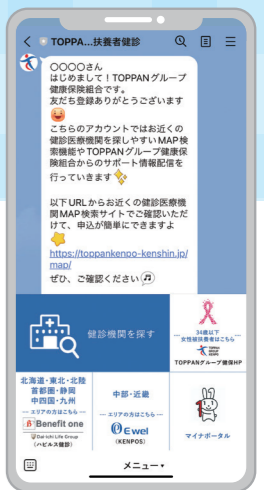 TOPPA...扶養者健診
〇〇〇〇さん
はじめまして!TOPPANグループ
健康保険組合です。
友だち登録ありがとうございます
こちらのアカウントではお近くの
健診医療機関を探しやすいMAP検
索機能やTOPPANグループ健康保
険組合からのサポート情報配信を
行っていきます
以下URLからお近くの健診医療機
関MAP検索サイトでご確認いただ
けて、申込が簡単にできますよ
https://toppankenpo-kenshin.jp/
map/
ぜひ、ご確認ください
健診機関を探す
34歳以下
女性被扶養者はこちら
TOPPANグループ健保HP
北海道・東北・北陸
首都圏・静岡
中四国・九州
エリアの方はこちら
Benefit one
Dai-ichi Life Group
(ハピルス健診)
中部・近畿
エリアの方はこちら
Ewel
(KENPOS)
マイナポータル
メニュー▾